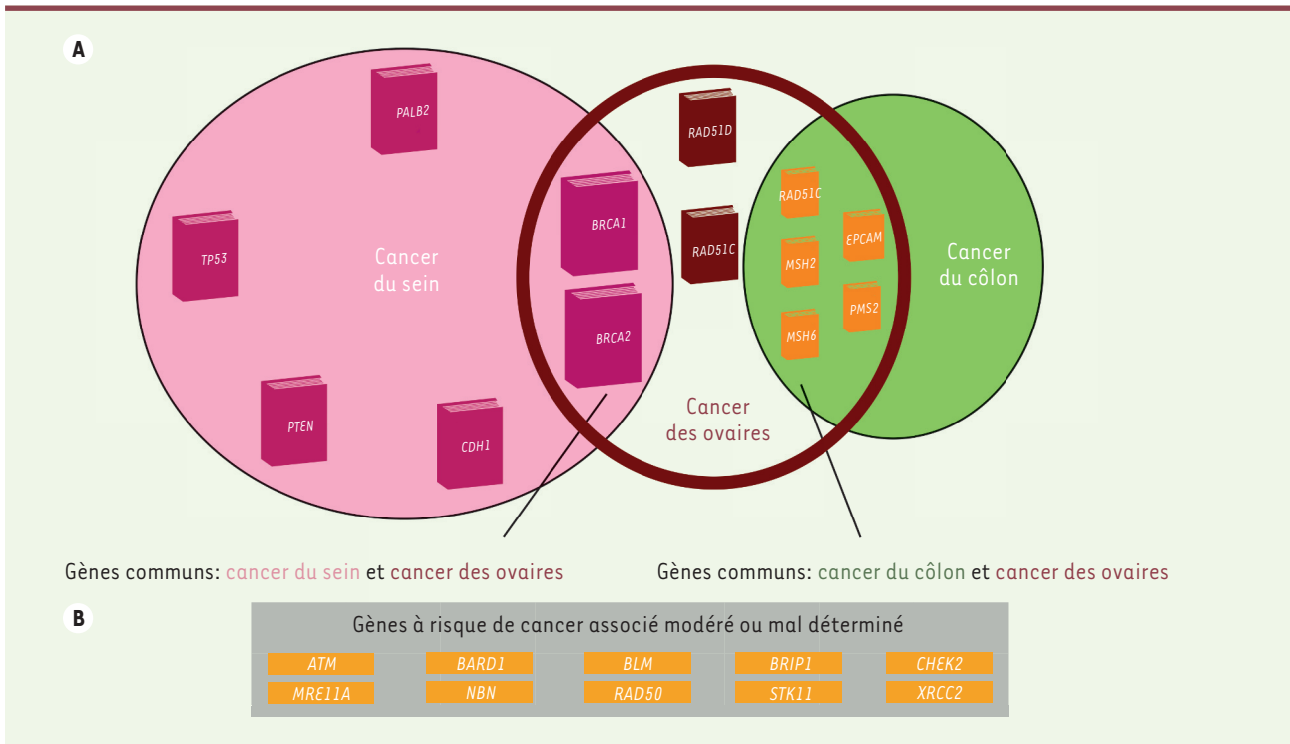 A
PALB2
TP53
Cancer
du sein
PTEN
CDH1
BRCA1
BRCA2
RAD51D
RAD51C
Cancer
des ovaires
RAD51C
EPCAM
MSH2
PMS2
MSH6
Cancer
du côlon
Gènes communs: cancer du sein et cancer des ovaires
Gènes communs: cancer du côlon et cancer des ovaires
B
Gènes à risque de cancer associé modéré ou mal déterminé
ATM BARD1 BLM BRIP1 CHEK2
MRE11A NBN RAD50 STK11 XRCC2